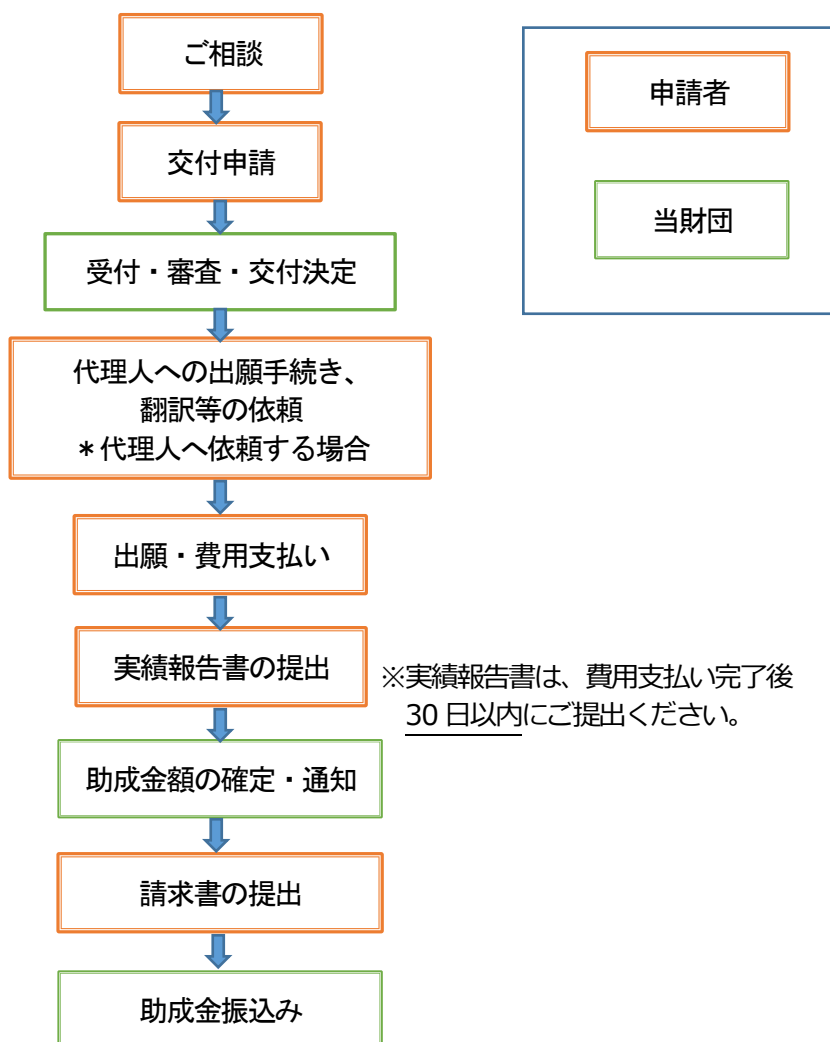 ご相談
申請者
交付申請
当財団
受付・審査・交付決定
代理人への出願手続き、
翻訳等の依頼
＊代理人へ依頼する場合
出願・費用支払い
実績報告書の提出
※実績報告書は、費用支払い完了後
30日以内にご提出ください。
助成金額の確定・通知
請求書の提出
助成金振込み